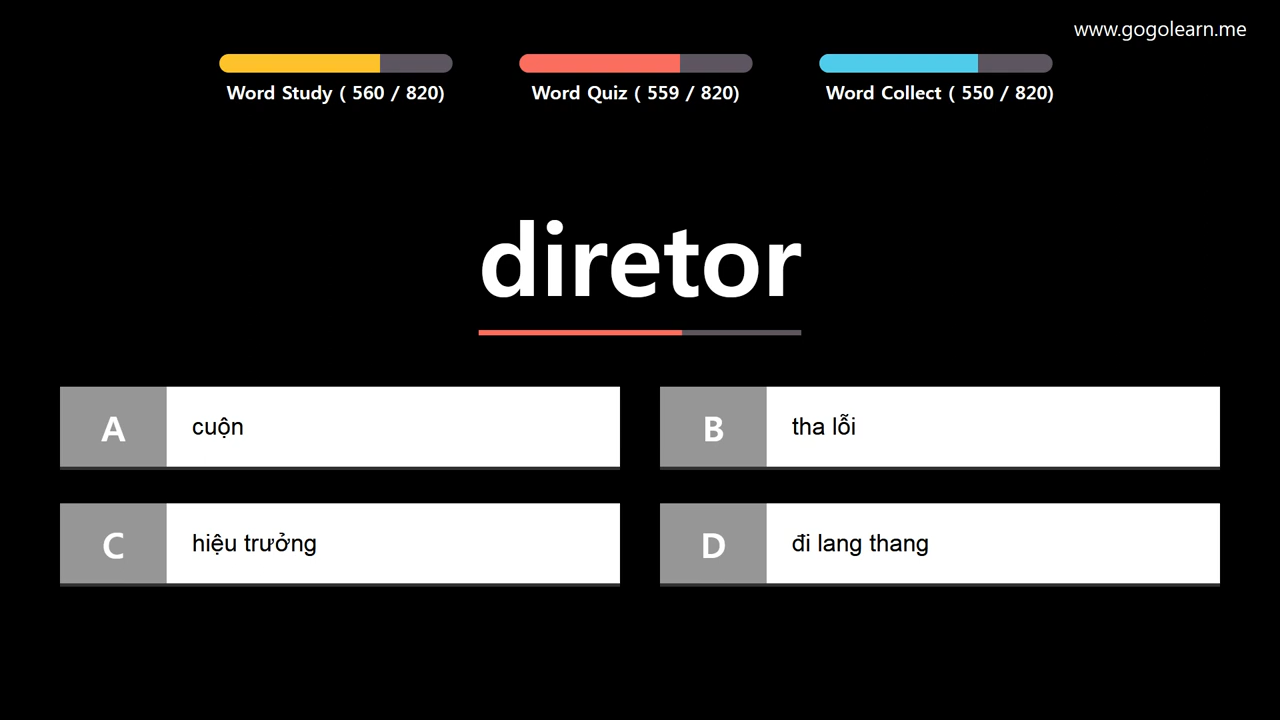 www.gogolearn.me
Word Study ( 560 / 820)
Word Quiz ( 559 / 820)
Word Collect ( 550 / 820)
diretor
A
cuộn
B
tha lỗi
C
hiệu trưởng
D
đi lang thang